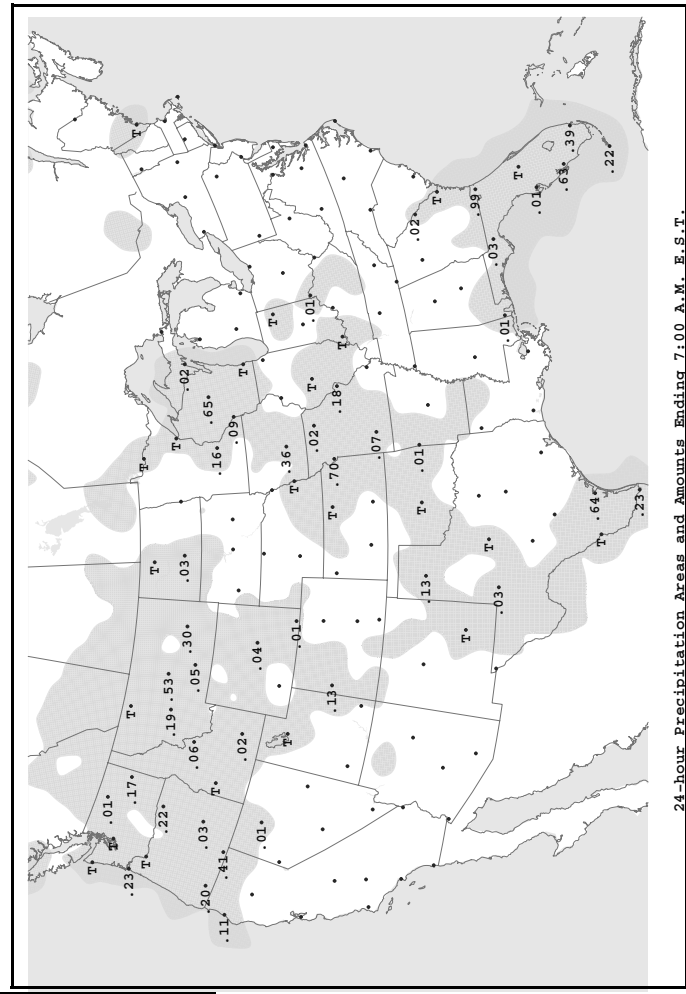 T
.01
T
.23
T
.17
T
T
T
T
.22
.19
.53
T
.02
.03
.30
.06
.05
.03
.20
.65
T
.16
.11
.41
.09
.02
T
.04
.01
T
.36
T
T
.01
.01
.02
T
.13
T
.70
.18
T
.07
.02
.01
T
.13
T
T
.99
T
.03
.03
.01
T
.01
.63
.39
.64
T
.22
.23
24-hour Precipitation Areas and Amounts Ending 7:00 A.M. E.S.T.